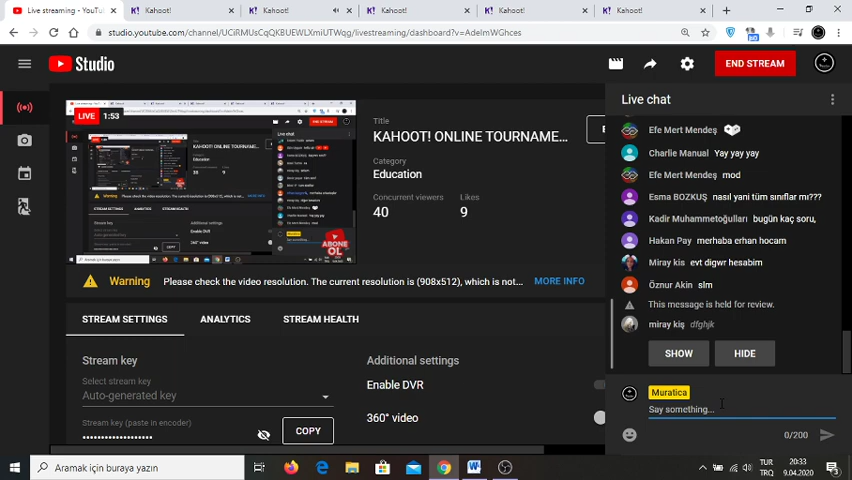 Live streaming - YouTu
Kahoot!
Kahoot!
Kahoot!
Kahoot!
Kahoot!
studio.youtube.com/channel/UCiRMUsCqQKBUEWLXmiUTWqg/livestreaming/dashboard?v=AdelmWGhces
Studio
END STREAM
LIVE 1:53
Title
KAHOOT! ONLINE TOURNAME...
Category
Education
Concurrent viewers
Likes
40
9
ABONE
OL
Warning Please check the video resolution. The current resolution is (908x512), which is not... MORE INFO
STREAM SETTINGS
ANALYTICS
STREAM HEALTH
Stream key
Select stream key
Auto-generated key
Stream key (paste in encoder)
COPY
Additional settings
Enable DVR
360° video
Live chat
Efe Mert Mendeş
Charlie Manual Yay yay yay
Efe Mert Mendeş mod
Esma BOZKUŞ nasıl yani tüm sınıflar mı???
Kadir Muhammetoğulları bugün kaç soru,
Hakan Pay merhaba erhan hocam
Miray kis evt digwr hesabim
Öznur Akin slm
This message is held for review.
miray kiş dfghjk
SHOW
HIDE
Muratica
Say something...
0/200
Aramak için buraya yazın
TUR
TRQ
20:33
9.04.2020
3